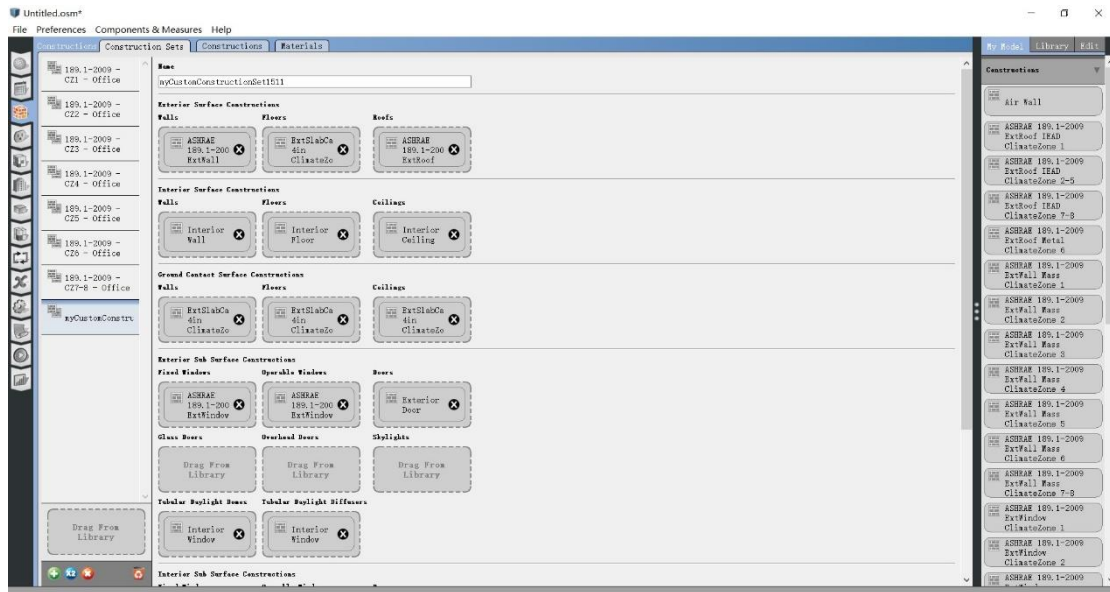 Untitled.osm*
File Preferences Components & Measures Help
Constructions Construction Sets Constructions Materials
My Model Library Edit
189.1-2009 -
CZ1 - Office
189.1-2009 -
CZ2 - Office
189.1-2009 -
CZ3 - Office
189.1-2009 -
CZ4 - Office
189.1-2009 -
CZ5 - Office
189.1-2009 -
CZ6 - Office
189.1-2009 -
CZ7-8 - Office
myCustomConstru
Drag From
Library
Name
myCustomConstructionSet1511
Exterior Surface Constructions
Walls Floors Roofs
ASHRAE
189.1-200
ExtWall
ExtSlabCa
4in
ClimateZo
ASHRAE
189.1-200
ExtRoof
Interior Surface Constructions
Walls Floors Ceilings
Interior
Wall
Interior
Floor
Interior
Ceiling
Ground Contact Surface Constructions
Walls Floors Ceilings
ExtSlabCa
4in
ClimateZo
ExtSlabCa
4in
ClimateZo
ExtSlabCa
4in
ClimateZo
Exterior Sub Surface Constructions
Fixed Windows Operable Windows Doors
ASHRAE
189.1-200
ExtWindow
ASHRAE
189.1-200
ExtWindow
Exterior
Door
Glass Doors Overhead Doors Skylights
Drag From
Library
Drag From
Library
Drag From
Library
Tubular Daylight Domes Tubular Daylight Diffusers
Interior
Window
Interior
Window
Interior Sub Surface Constructions
Constructions
Air Wall
ASHRAE 189.1-2009
ExtRoof IEAD
ClimateZone 1
ASHRAE 189.1-2009
ExtRoof IEAD
ClimateZone 2-5
ASHRAE 189.1-2009
ExtRoof IEAD
ClimateZone 7-8
ASHRAE 189.1-2009
ExtRoof Metal
ClimateZone 6
ASHRAE 189.1-2009
ExtWall Mass
ClimateZone 1
ASHRAE 189.1-2009
ExtWall Mass
ClimateZone 2
ASHRAE 189.1-2009
ExtWall Mass
ClimateZone 3
ASHRAE 189.1-2009
ExtWall Mass
ClimateZone 4
ASHRAE 189.1-2009
ExtWall Mass
ClimateZone 5
ASHRAE 189.1-2009
ExtWall Mass
ClimateZone 6
ASHRAE 189.1-2009
ExtWall Mass
ClimateZone 7-8
ASHRAE 189.1-2009
ExtWindow
ClimateZone 1
ASHRAE 189.1-2009
ExtWindow
ClimateZone 2
ASHRAE 189.1-2009